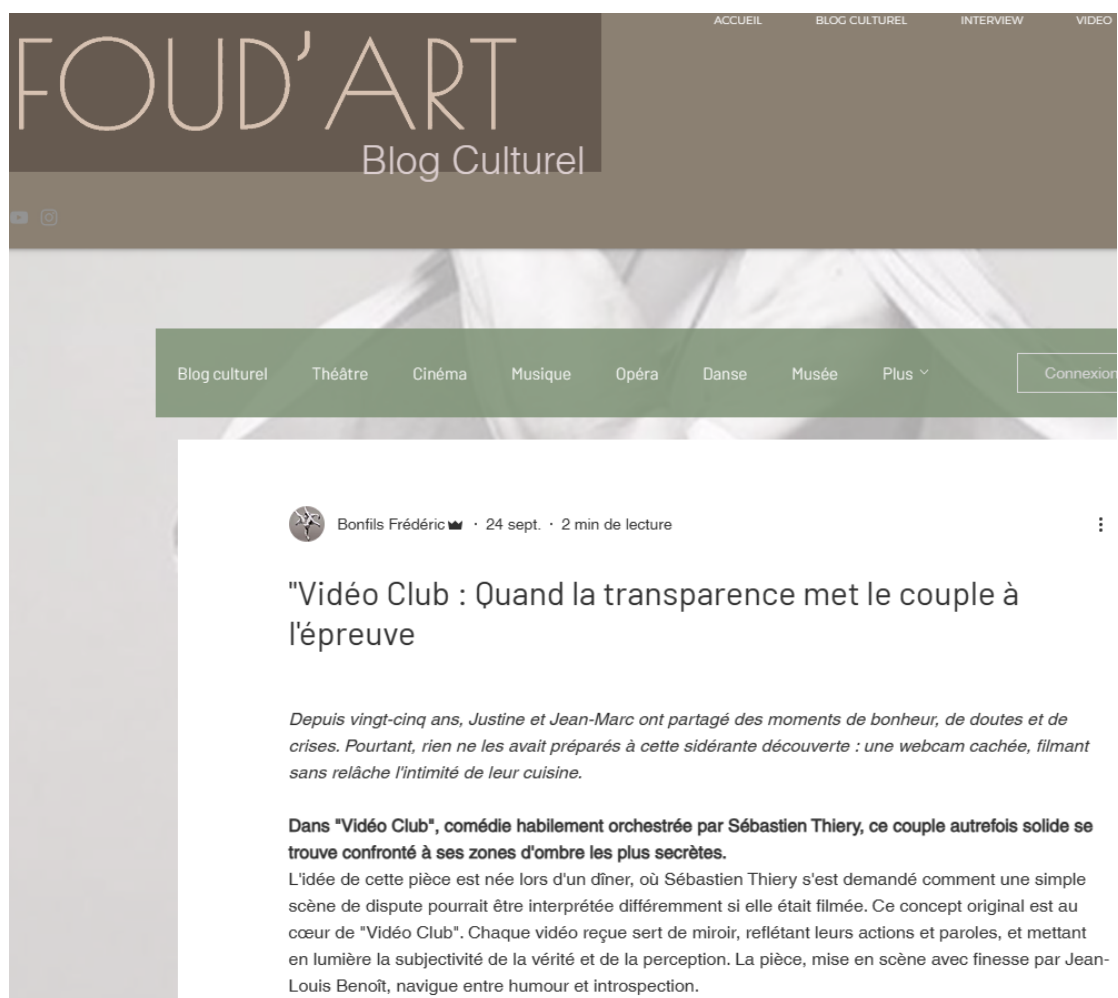 ACCUEIL BLOG CULTUREL INTERVIEW VIDEO
FOUD'ART
Blog Culturel
Blog culturel Théâtre Cinéma Musique Opéra Danse Musée Plus Connexion
Bonfils Frédéric · 24 sept. · 2 min de lecture
"Vidéo Club : Quand la transparence met le couple à
l'épreuve
Depuis vingt-cinq ans, Justine et Jean-Marc ont partagé des moments de bonheur, de doutes et de
crises. Pourtant, rien ne les avait préparés à cette sidérante découverte : une webcam cachée, filmant
sans relâche l'intimité de leur cuisine.
Dans "Vidéo Club", comédie habilement orchestrée par Sébastien Thiery, ce couple autrefois solide se
trouve confronté à ses zones d'ombre les plus secrètes.
L'idée de cette pièce est née lors d'un dîner, où Sébastien Thiery s'est demandé comment une simple
scène de dispute pourrait être interprétée différemment si elle était filmée. Ce concept original est au
cœur de "Vidéo Club". Chaque vidéo reçue sert de miroir, reflétant leurs actions et paroles, et mettant
en lumière la subjectivité de la vérité et de la perception. La pièce, mise en scène avec finesse par Jean-
Louis Benoît, navigue entre humour et introspection.